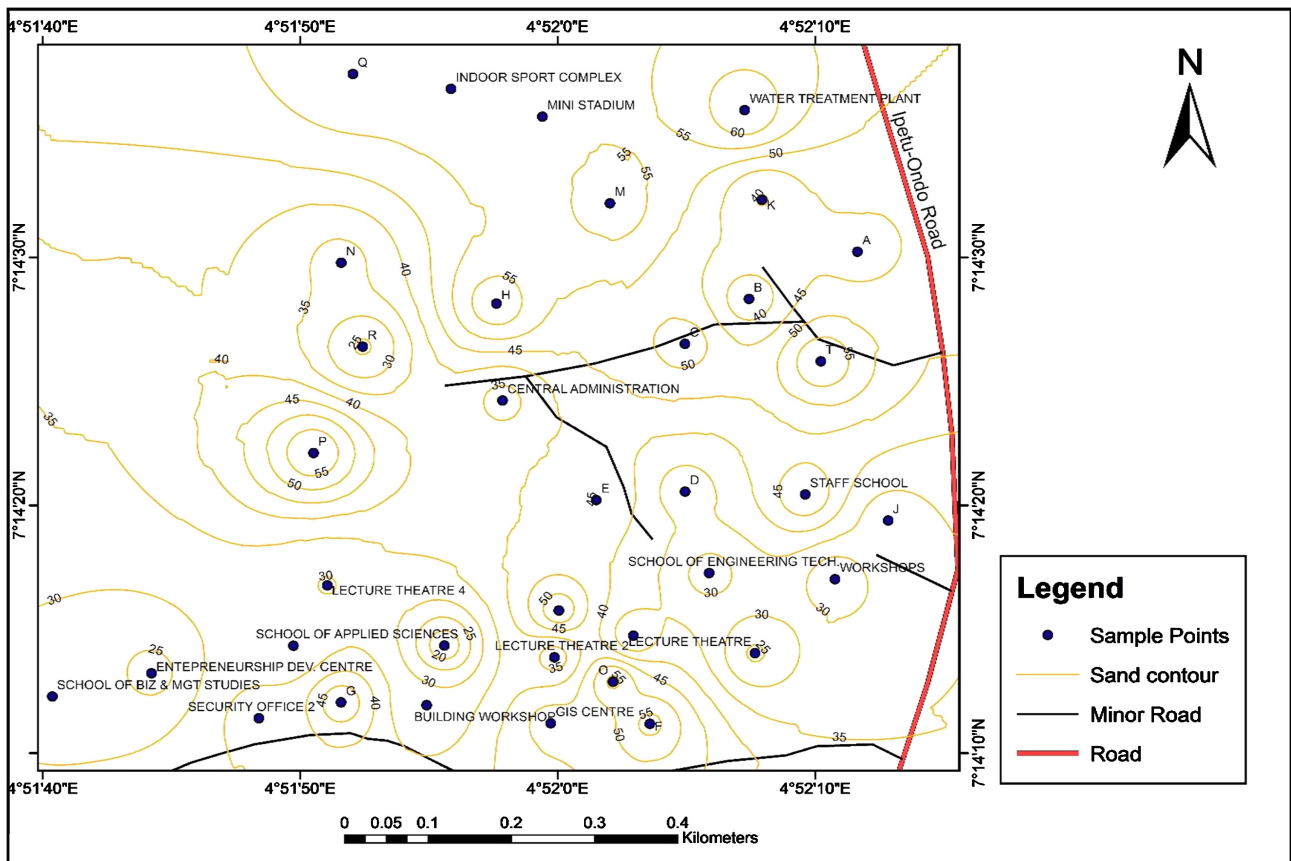 4°51'40"E 4°51'50"E 4°52'0"E 4°52'10"E
Q
INDOOR SPORT COMPLEX
MINI STADIUM
WATER TREATMENT PLANT
60
55
50
Ipetu-Ondo Road
N
55
55
M
40
K
A
7°14'30"N
7°14'30"N
N
40
35
55
H
B
40
45
50
R
25
30
C
50
T
55
45
40
35
CENTRAL ADMINISTRATION
45
40
35
P
55
50
D
45
STAFF SCHOOL
E
45
7°14'20"N
7°14'20"N
J
SCHOOL OF ENGINEERING TECH.
WORKSHOPS
30
30
30
LECTURE THEATRE 4
30
50
45
40
30
25
SCHOOL OF APPLIED SCIENCES
25
20
LECTURE THEATRE 2
LECTURE THEATRE
35
25
ENTEPRENEURSHIP DEV. CENTRE
SCHOOL OF BIZ & MGT STUDIES
SECURITY OFFICE 2
45
G
40
30
BUILDING WORKSHOP
GIS CENTRE
O
55
45
55
F
50
35
7°14'10"N
7°14'10"N
4°51'40"E 4°51'50"E 4°52'0"E 4°52'10"E
0 0.05 0.1 0.2 0.3 0.4
Kilometers
Legend
Sample Points
Sand contour
Minor Road
Road